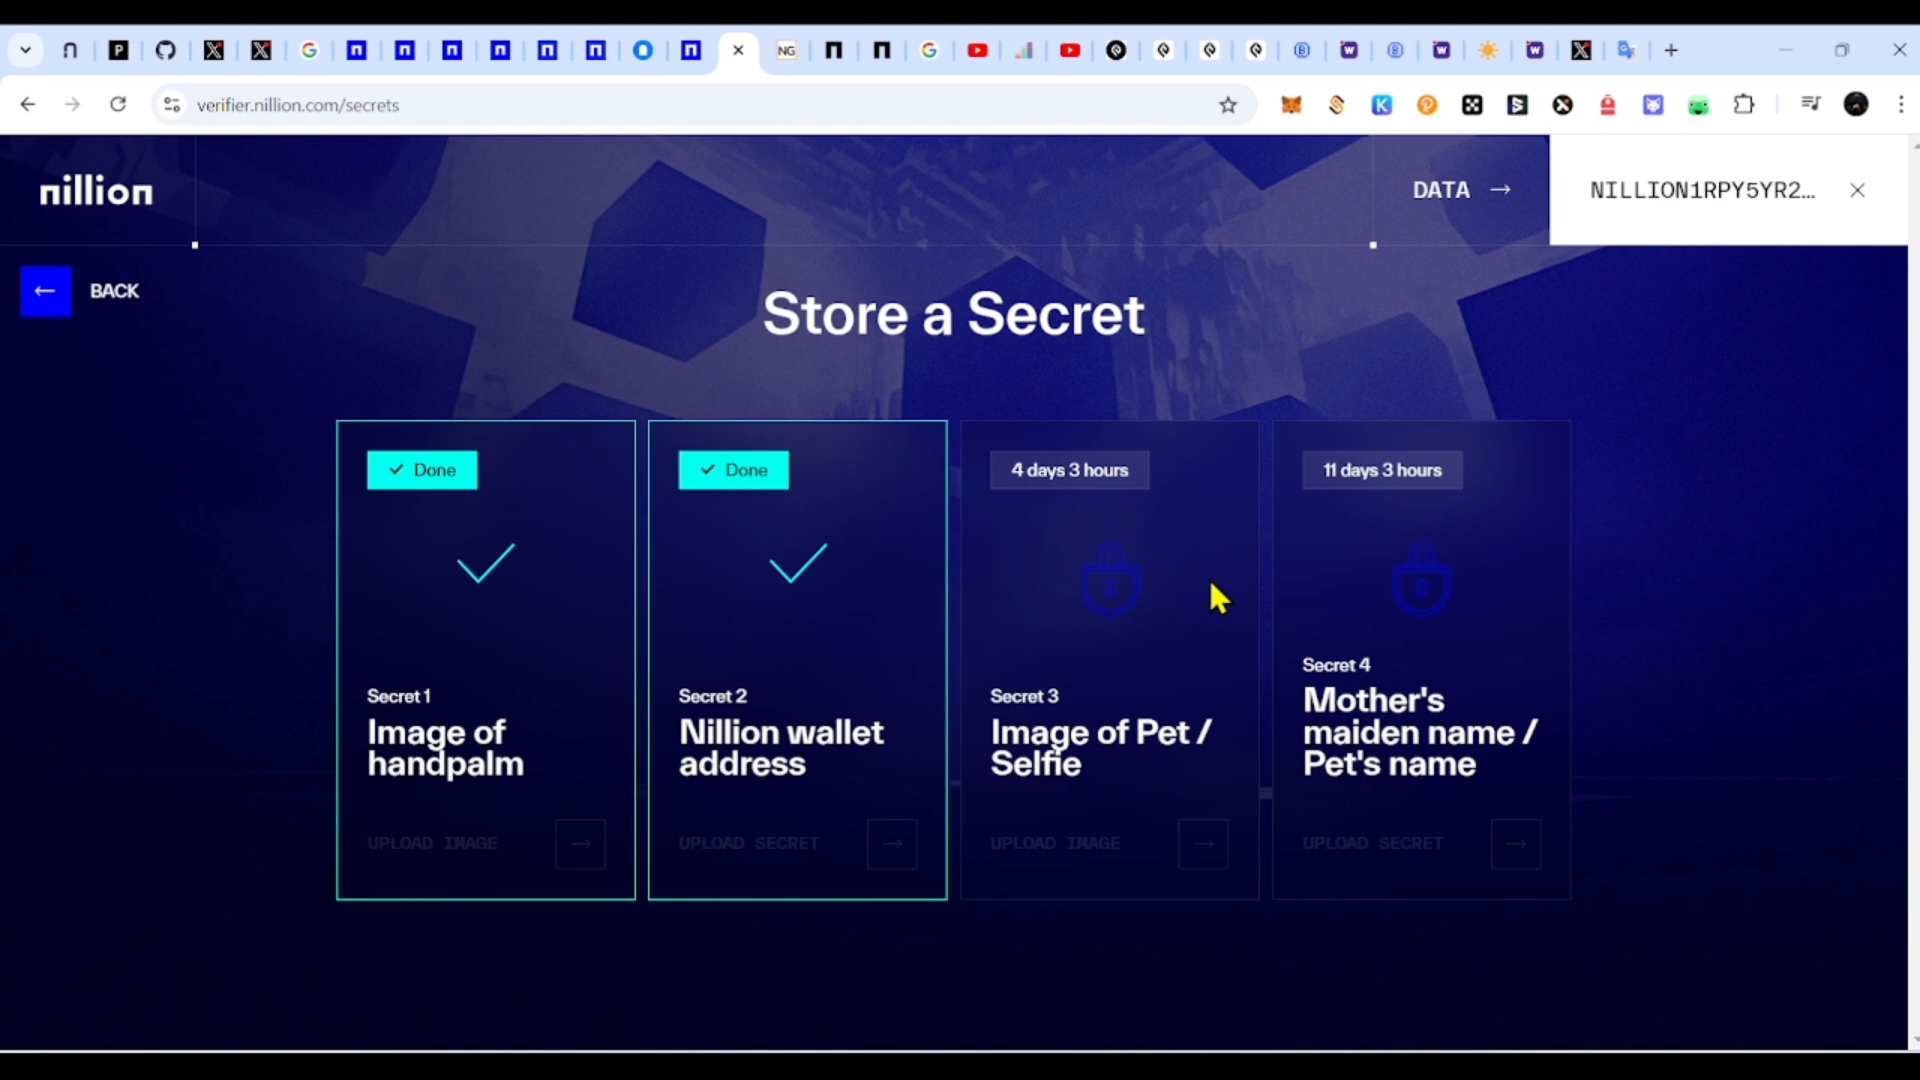 verifier.nillion.com/secrets
nillion
DATA →
NILLION1RPY5YR2...
← BACK
Store a Secret
Done
Secret 1
Image of
handpalm
UPLOAD IMAGE →
Done
Secret 2
Nillion wallet
address
UPLOAD SECRET →
4 days 3 hours
Secret 3
Image of Pet /
Selfie
UPLOAD IMAGE →
11 days 3 hours
Secret 4
Mother's
maiden name /
Pet's name
UPLOAD SECRET →